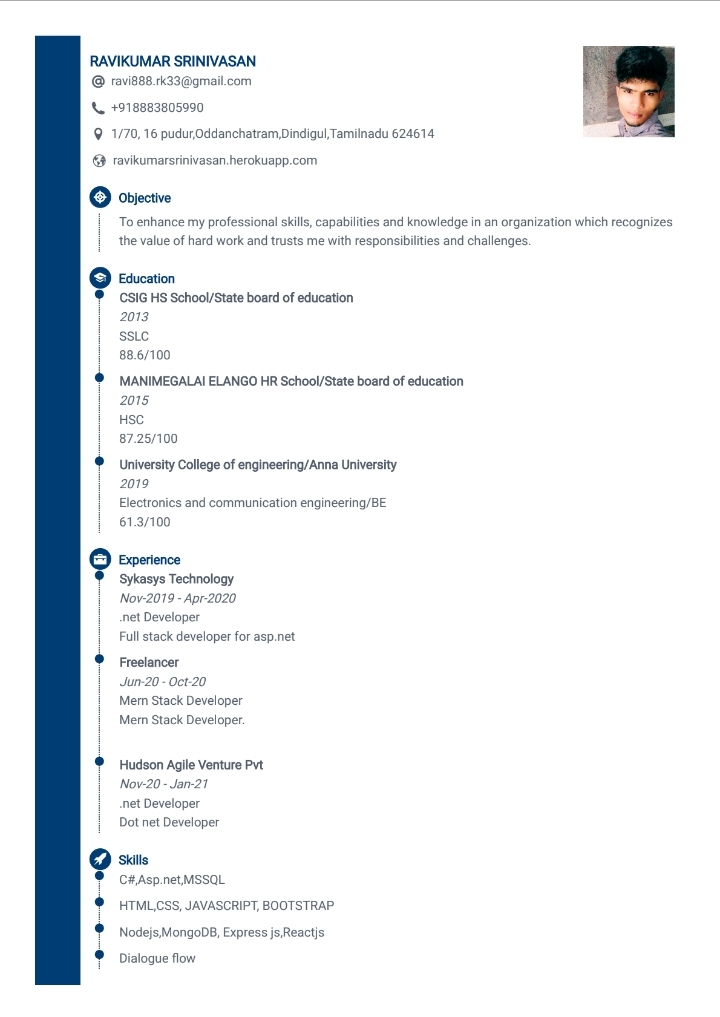 RAVIKUMAR SRINIVASAN
ravi888.rk33@gmail.com
+918883805990
1/70, 16 pudur,Oddanchatram,Dindigul,Tamilnadu 624614
ravikumarsrinivasan.herokuapp.com
Objective
To enhance my professional skills, capabilities and knowledge in an organization which recognizes
the value of hard work and trusts me with responsibilities and challenges.
Education
CSIG HS School/State board of education
2013
SSLC
88.6/100
MANIMEGALAI ELANGO HR School/State board of education
2015
HSC
87.25/100
University College of engineering/Anna University
2019
Electronics and communication engineering/BE
61.3/100
Experience
Sykasys Technology
Nov-2019 - Apr-2020
.net Developer
Full stack developer for asp.net
Freelancer
Jun-20 - Oct-20
Mern Stack Developer
Mern Stack Developer.
Hudson Agile Venture Pvt
Nov-20 - Jan-21
.net Developer
Dot net Developer
Skills
C#,Asp.net,MSSQL
HTML,CSS, JAVASCRIPT, BOOTSTRAP
Nodejs,MongoDB, Express js,Reactjs
Dialogue flow